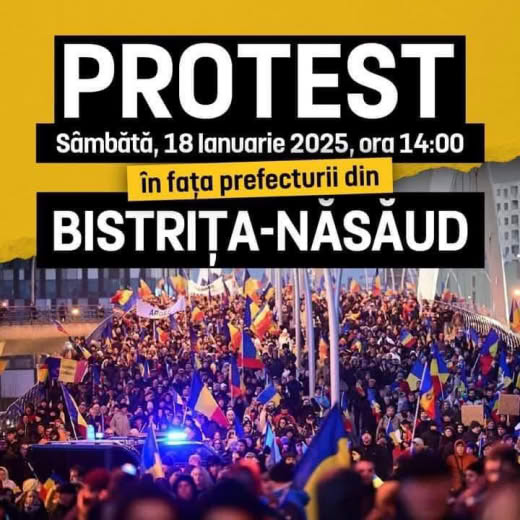 PROTEST
Sâmbătă, 18 Ianuarie 2025, ora 14:00
în fața prefecturii din
BISTRIȚA-NĂSĂUD